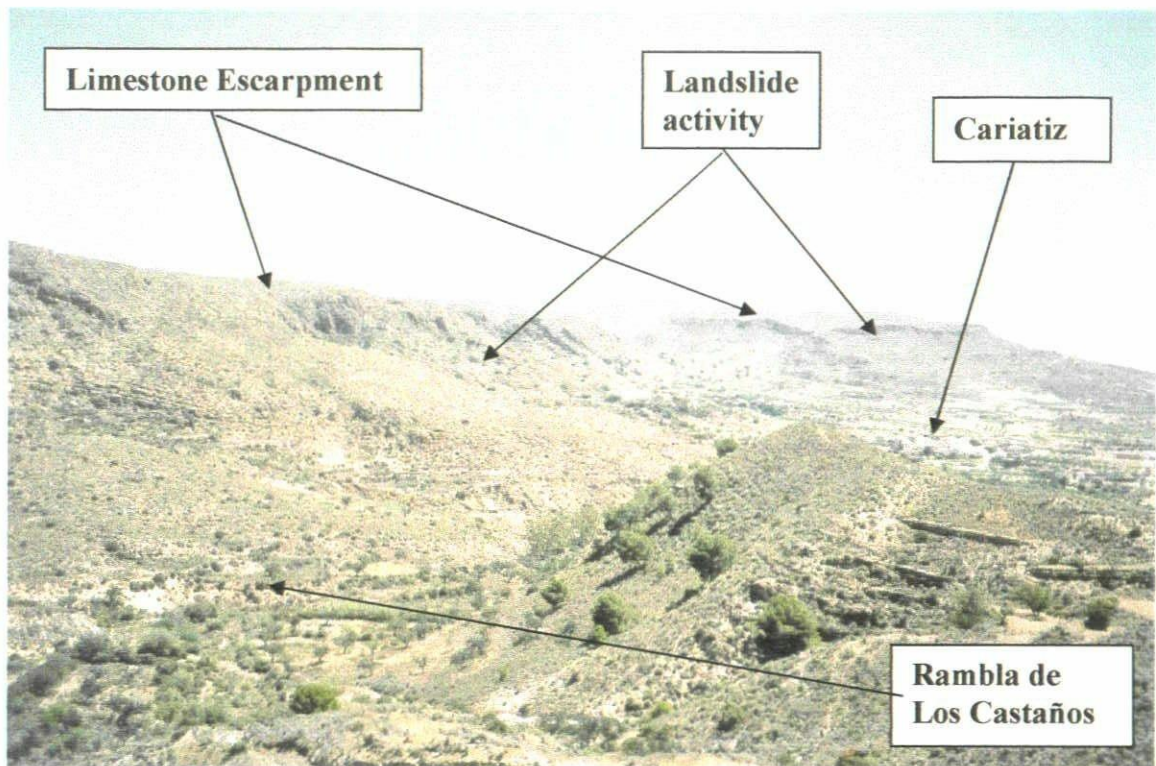 Limestone Escarpment
Landslide
activity
Cariatiz
Rambla de
Los Castaños